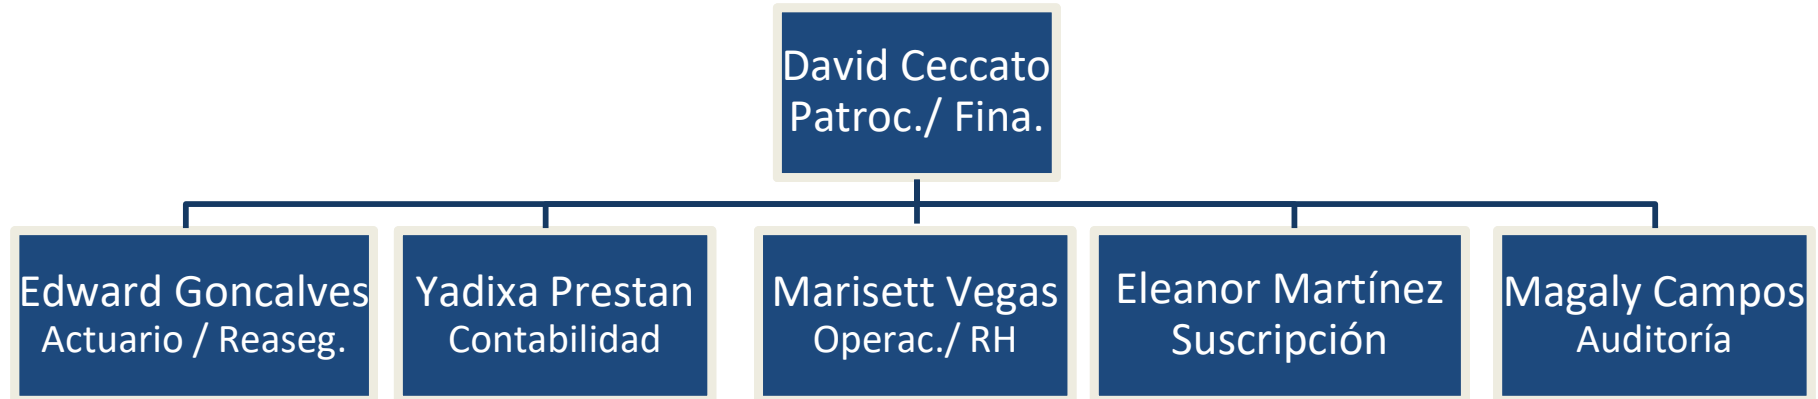 David Ceccato
Patroc./ Fina.
Edward Goncalves
Actuario / Reaseg.
Yadixa Prestan
Contabilidad
Marisett Vegas
Operac./ RH
Eleanor Martínez
Suscripción
Magaly Campos
Auditoría